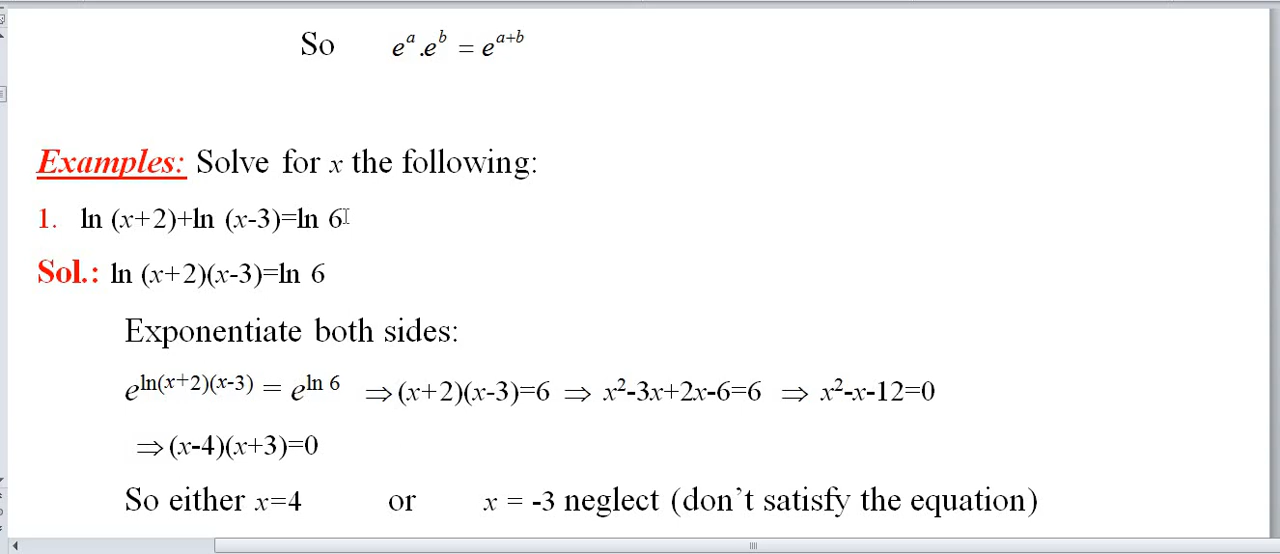 So e^a .e^b = e^{a+b}
Examples: Solve for x the following:
1. ln (x+2)+ln (x-3)=ln 6
Sol.: ln (x+2)(x-3)=ln 6
Exponentiate both sides:
e^{ln(x+2)(x-3)} = e^{ln 6} ⇒(x+2)(x-3)=6 ⇒ x²-3x+2x-6=6 ⇒ x²-x-12=0
⇒(x-4)(x+3)=0
So either x=4 or x = -3 neglect (don’t satisfy the equation)